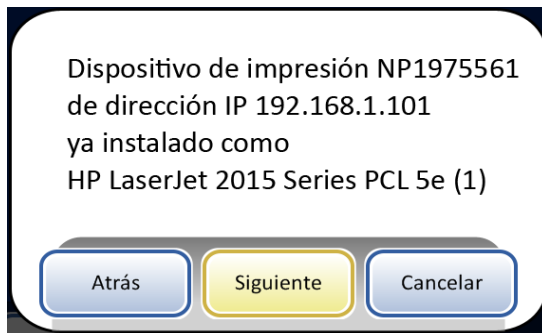 Dispositivo de impresión NP1975561
de dirección IP 192.168.1.101
ya instalado como
HP LaserJet 2015 Series PCL 5e (1)
Atrás Siguiente Cancelar